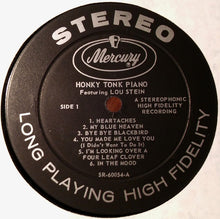 STEREO
Mercury
HONKY TONK PIANO
Featuring LOU STEIN
SIDE 1
A STEREOPHONIC
HIGH FIDELITY
RECORDING
1. HEARTACHES
2. MY BLUE HEAVEN
3. BYE BYE BLACKBIRD
4. YOU MADE ME LOVE YOU
(I Didn't Want To Do It)
5. I'M LOOKING OVER A
FOUR LEAF CLOVER
6. IN THE MOOD
SR-60054-A
LONG PLAYING HIGH FIDELITY